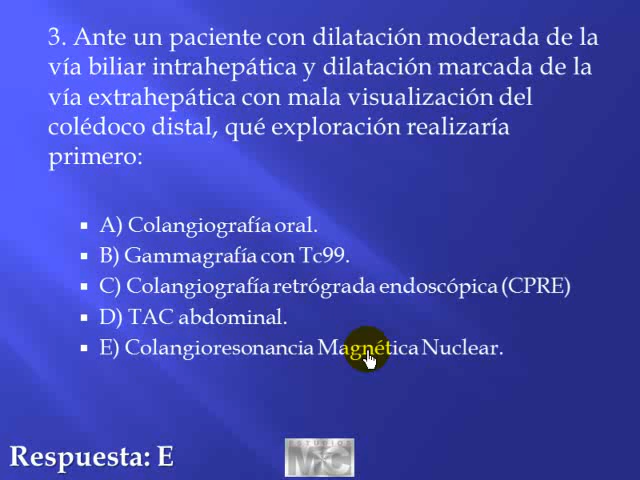 3. Ante un paciente con dilatación moderada de la
vía biliar intrahepática y dilatación marcada de la
vía extrahepática con mala visualización del
colédoco distal, qué exploración realizaría
primero:
A) Colangiografía oral.
B) Gammagrafía con Tc99.
C) Colangiografía retrógrada endoscópica (CPRE)
D) TAC abdominal.
E) Colangioresonancia Magnética Nuclear.
Respuesta: E
ESTUDIOS
MFC